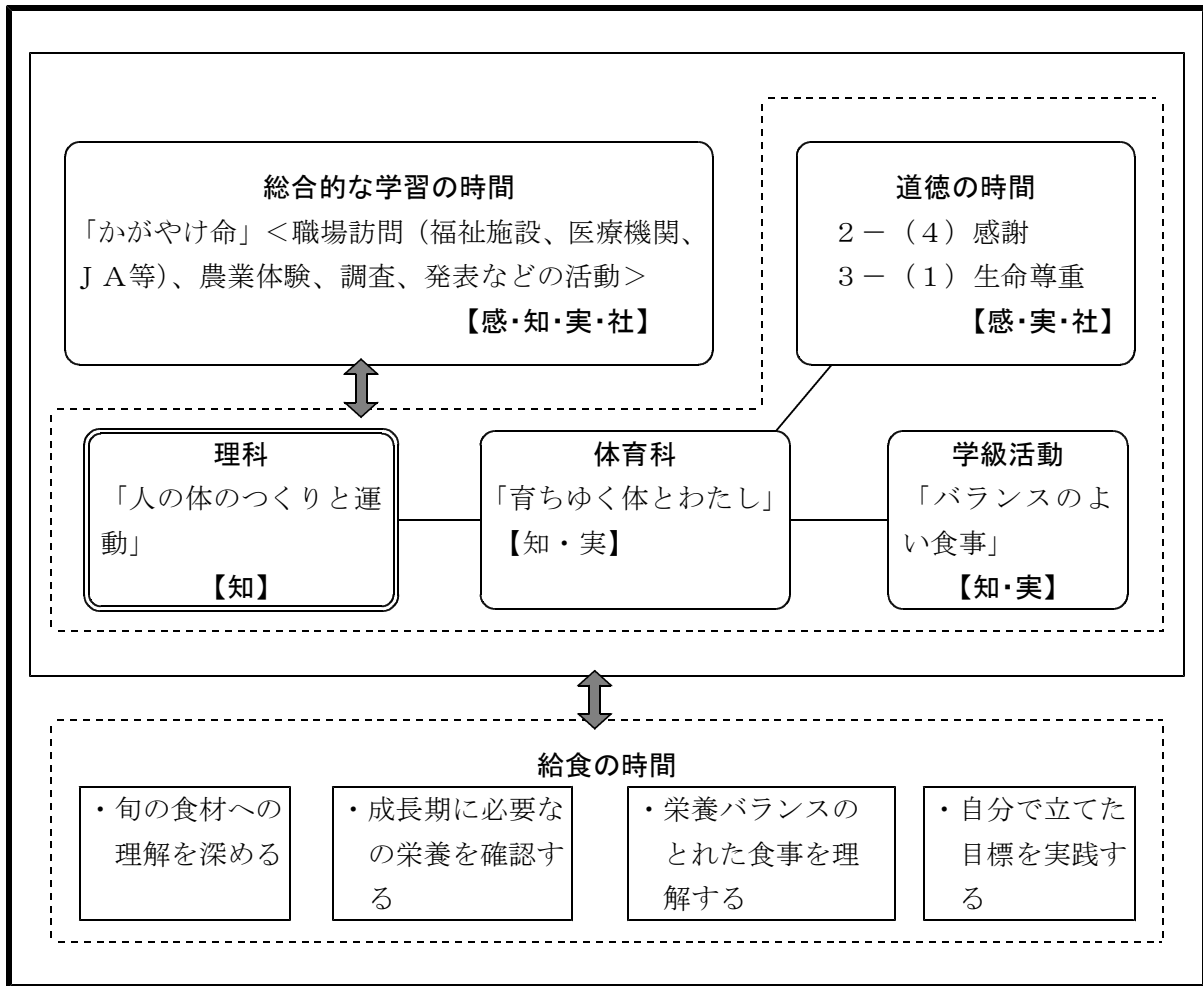 総合的な学習の時間
「かがやけ命」＜職場訪問（福祉施設、医療機関、
ＪＡ等）、農業体験、調査、発表などの活動＞
【感・知・実・社】
道徳の時間
２－（４）感謝
３－（１）生命尊重
【感・実・社】
理科
「人の体のつくりと運
動」
【知】
体育科
「育ちゆく体とわたし」
【知・実】
学級活動
「バランスのよ
い食事」
【知・実】
給食の時間
・旬の食材への
理解を深める
・成長期に必要な
の栄養を確認す
る
・栄養バランスの
とれた食事を理
解する
・自分で立てた
目標を実践す
る